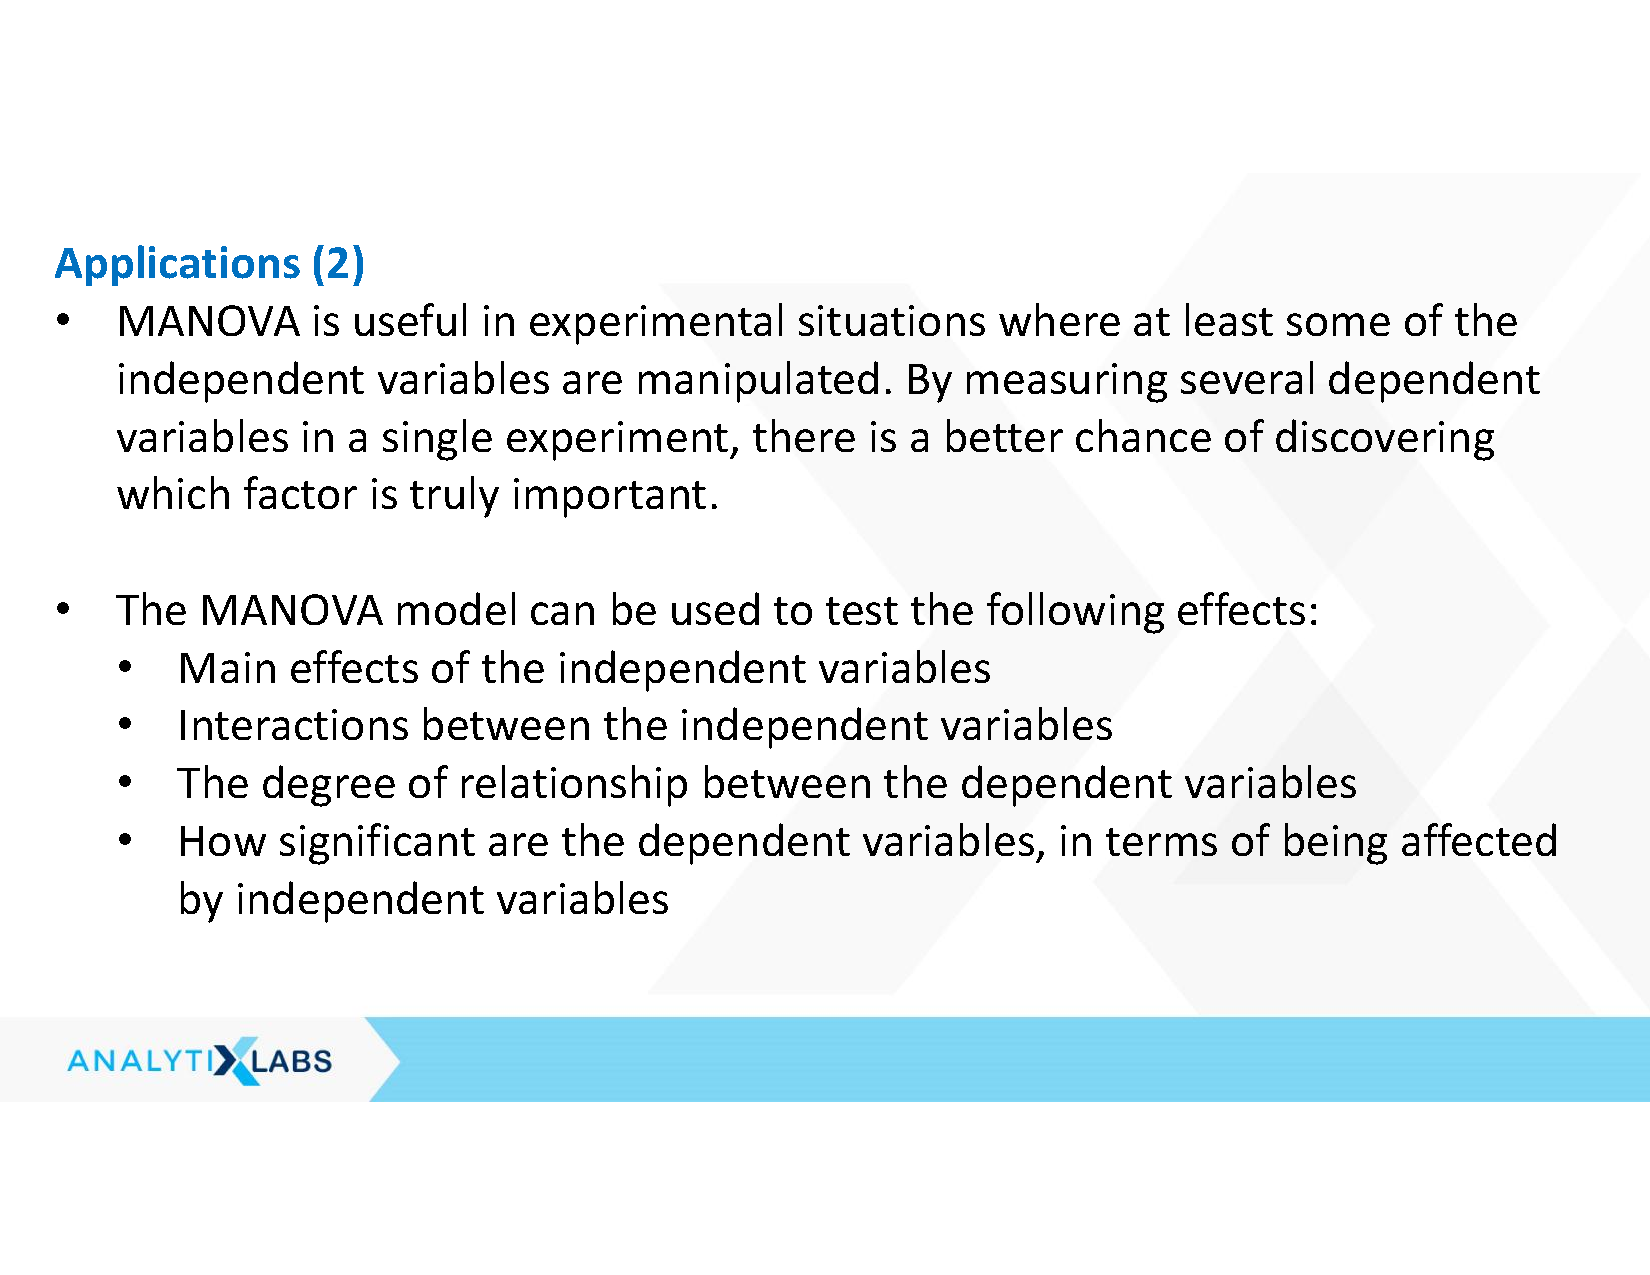 Applications (2)
• MANOVA is useful in experimental situations where at least some of the
independent variables are manipulated. By measuring several dependent
variables in a single experiment, there is a better chance of discovering
which factor is truly important.
• The MANOVA model can be used to test the following effects:
• Main effects of the independent variables
• Interactions between the independent variables
• The degree of relationship between the dependent variables
• How significant are the dependent variables, in terms of being affected
by independent variables
ANALYTIXLABS